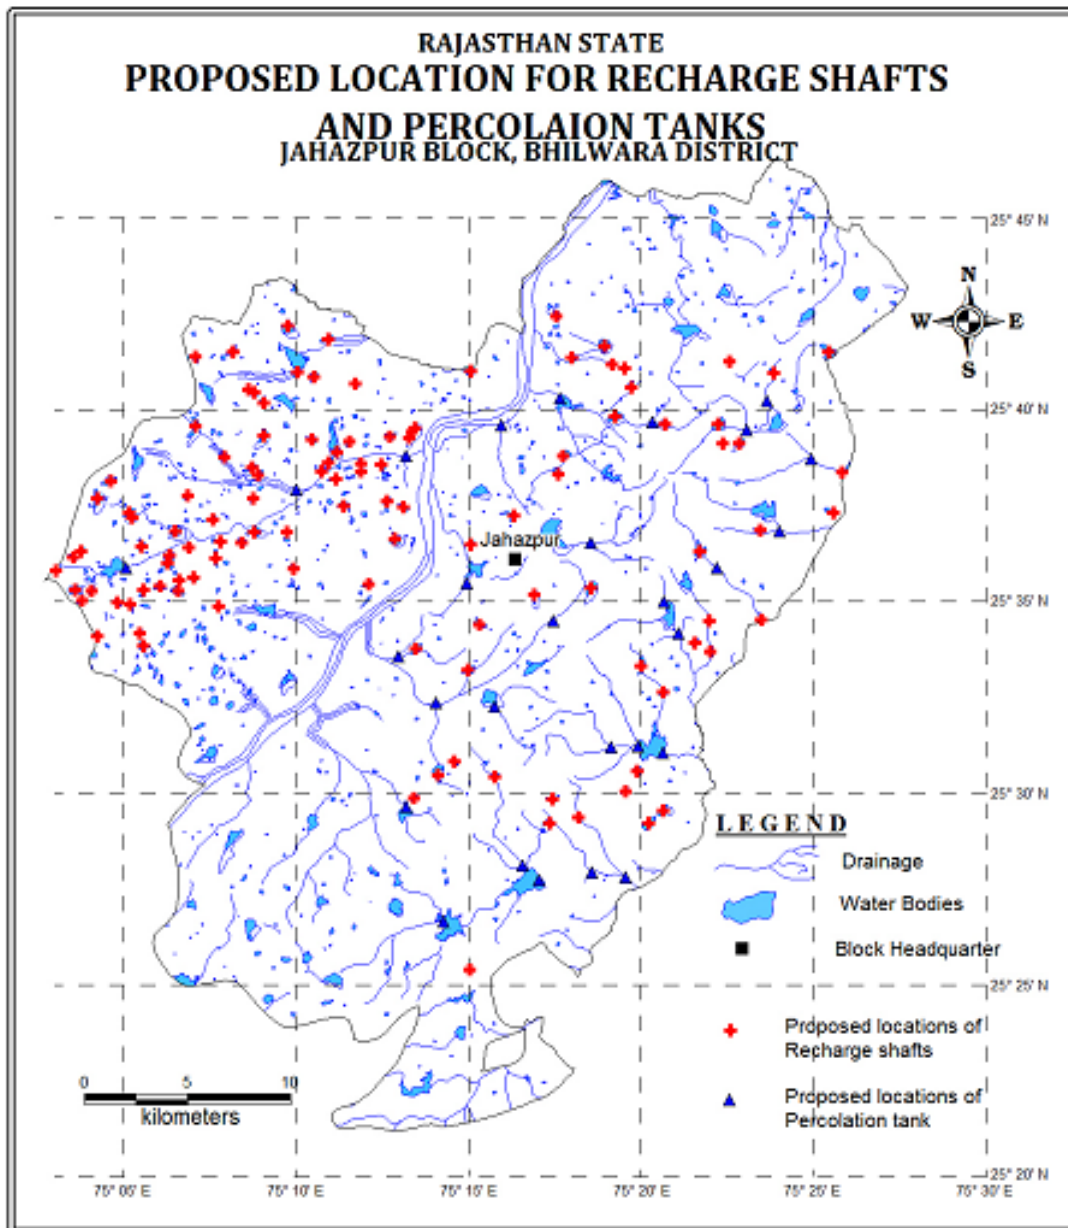 RAJASTHAN STATE
PROPOSED LOCATION FOR RECHARGE SHAFTS
AND PERCOLAION TANKS
JAHAZPUR BLOCK, BHILWARA DISTRICT
25° 45' N
N
W E
S
25° 40' N
Jahazpur
25° 35' N
25° 30' N
LEGEND
Drainage
Water Bodies
Block Headquarter
25° 25' N
Proposed locations of
Recharge shafts
0 5 10
kilometers
Proposed locations of
Percolation tank
25° 20' N
75° 05' E 75° 10' E 75° 15' E 75° 20' E 75° 25' E 75° 30' E